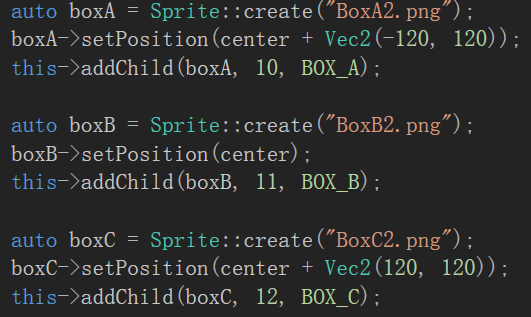 auto boxA = Sprite::create("BoxA2.png");
boxA->setPosition(center + Vec2(-120, 120));
this->addChild(boxA, 10, BOX_A);
auto boxB = Sprite::create("BoxB2.png");
boxB->setPosition(center);
this->addChild(boxB, 11, BOX_B);
auto boxC = Sprite::create("BoxC2.png");
boxC->setPosition(center + Vec2(120, 120));
this->addChild(boxC, 12, BOX_C);